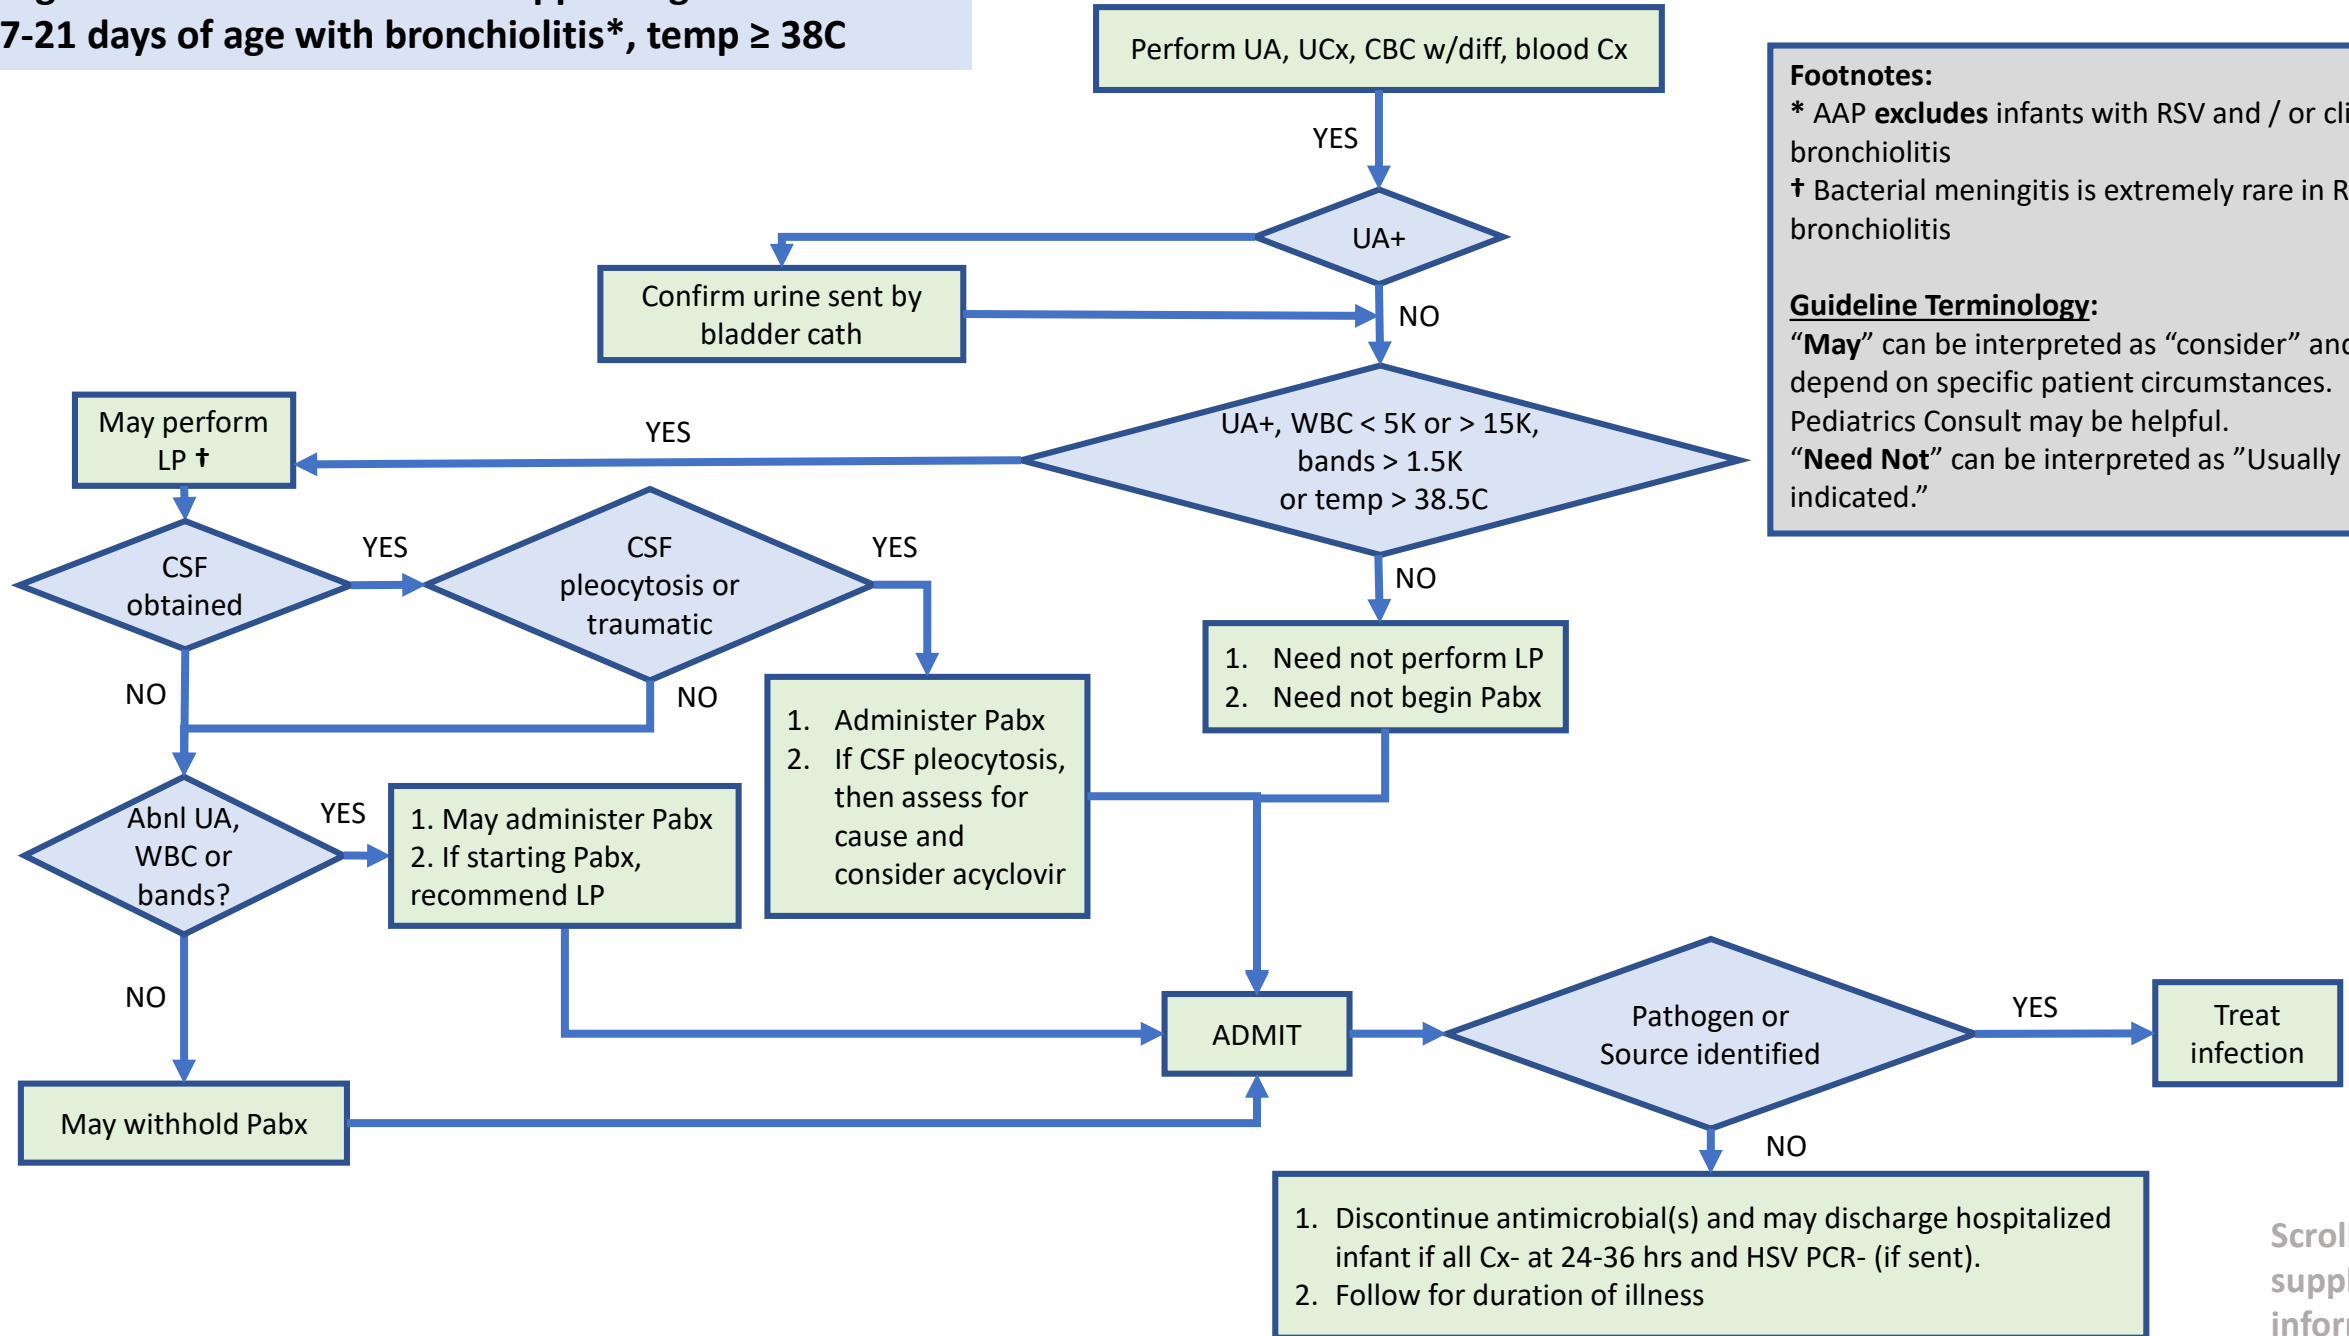 7-21 days of age with bronchiolitis*, temp ≥ 38C
Perform UA, UCx, CBC w/diff, blood Cx
YES
UA+
Confirm urine sent by
bladder cath
NO
UA+, WBC < 5K or > 15K,
bands > 1.5K
or temp > 38.5C
YES
May perform
LP †
CSF
obtained
YES
CSF
pleocytosis or
traumatic
YES
NO
NO
NO
1. Need not perform LP
2. Need not begin Pabx
1. Administer Pabx
2. If CSF pleocytosis,
then assess for
cause and
consider acyclovir
Abnl UA,
WBC or
bands?
YES
1. May administer Pabx
2. If starting Pabx,
recommend LP
NO
May withhold Pabx
ADMIT
Pathogen or
Source identified
YES
Treat
infection
NO
1. Discontinue antimicrobial(s) and may discharge hospitalized
infant if all Cx- at 24-36 hrs and HSV PCR- (if sent).
2. Follow for duration of illness
Footnotes:
* AAP excludes infants with RSV and / or
bronchiolitis
† Bacterial meningitis is extremely rare in
bronchiolitis
Guideline Terminology:
“May” can be interpreted as “consider” and
depend on specific patient circumstances.
Pediatrics Consult may be helpful.
“Need Not” can be interpreted as ”Usually
indicated.”